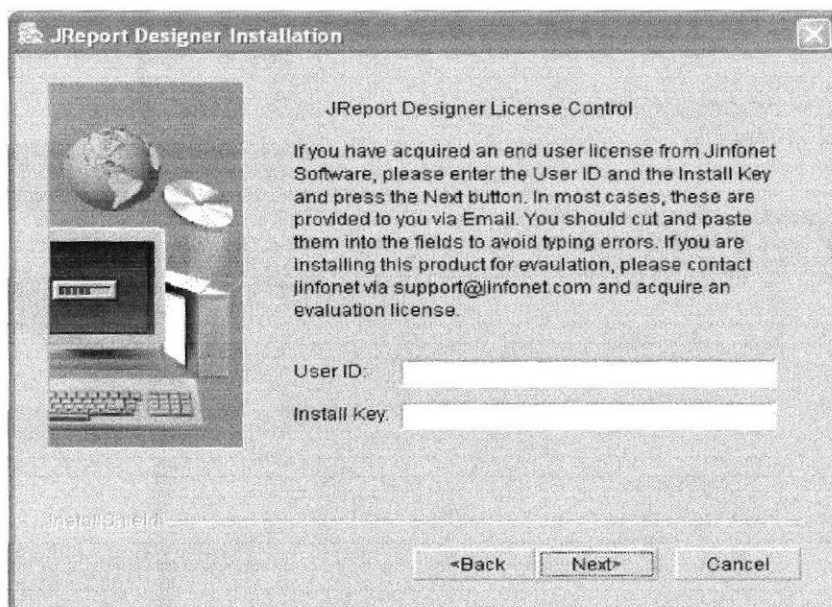 JReport Designer Installation
JReport Designer License Control
If you have acquired an end user license from Jinfonet
Software, please enter the User ID and the Install Key
and press the Next button. In most cases, these are
provided to you via Email. You should cut and paste
them into the fields to avoid typing errors. If you are
installing this product for evaulation, please contact
jinfonet via support@jinfonet.com and acquire an
evaluation license.
User ID:
Install Key:
InstallShield
<Back
Next>
Cancel